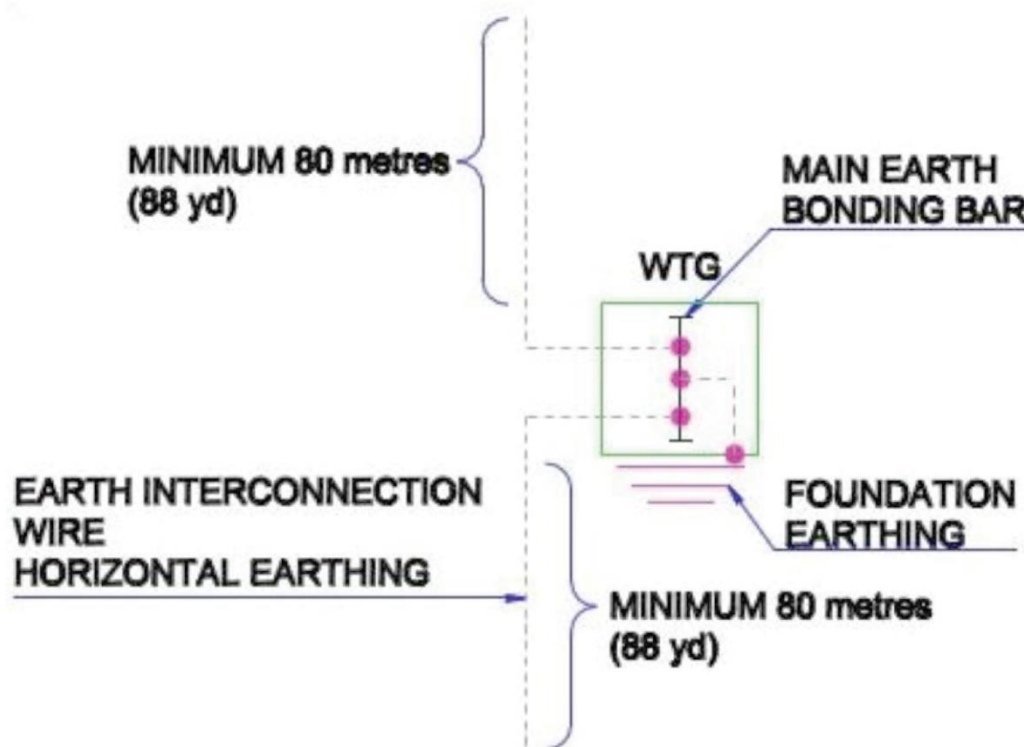 MINIMUM 80 metres
(88 yd)
MAIN EARTH
BONDING BAR
WTG
EARTH INTERCONNECTION
WIRE
HORIZONTAL EARTHING
FOUNDATION
EARTHING
MINIMUM 80 metres
(88 yd)